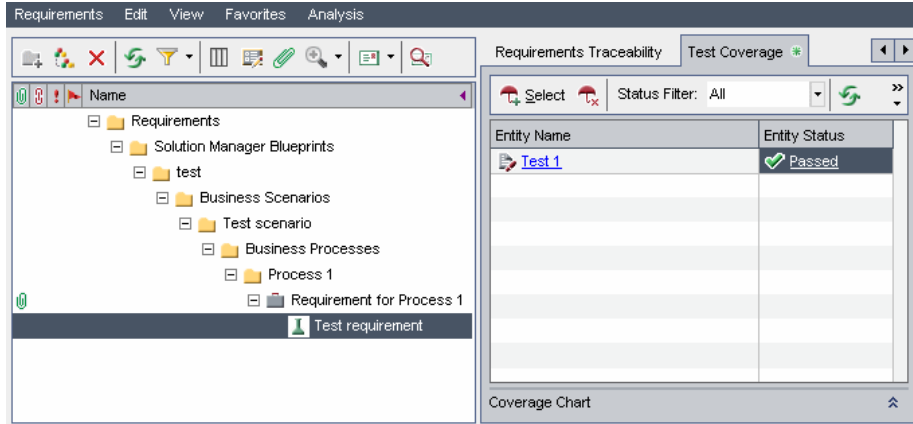 Requirements Edit View Favorites Analysis
Requirements Traceability Test Coverage
Select Status Filter: All
Name
Entity Name Entity Status
Requirements
Solution Manager Blueprints
Test 1 Passed
test
Business Scenarios
Test scenario
Business Processes
Process 1
Requirement for Process 1
Test requirement
Coverage Chart